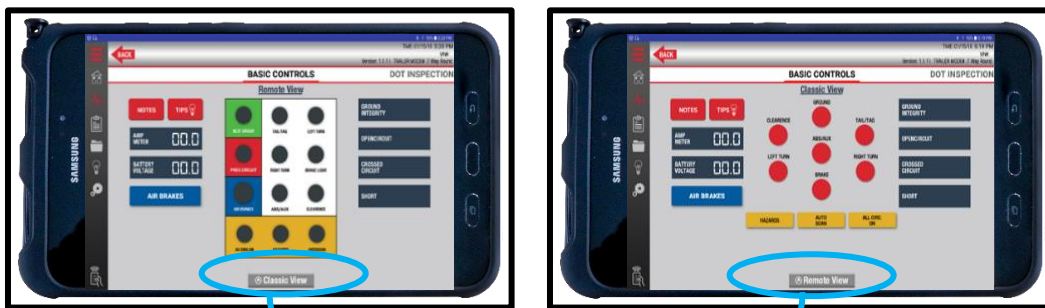 SAMSUNG
BACK
BASIC CONTROLS
DOT INSPECTION
Remote View
NOTES
TIPS
AMP METER
00.0
BATTERY VOLTAGE
00.0
AIR BRAKES
TAIL/TAG
LEFT TURN
RIGHT TURN
BRAKE LIGHT
ABS/AUX
CLEARENCE
GROUND INTEGRITY
OPENCIRCUIT
CROSSED CIRCUIT
SHORT
Classic View
SAMSUNG
BACK
BASIC CONTROLS
DOT INSPECTION
Classic View
NOTES
TIPS
AMP METER
00.0
BATTERY VOLTAGE
00.0
AIR BRAKES
GROUND
CLEARENCE
TAIL/TAG
ABS/AUX
LEFT TURN
RIGHT TURN
BRAKE
HAZARDS
AUTO SCAN
ALL CIRC. ON
GROUND INTEGRITY
OPENCIRCUIT
CROSSED CIRCUIT
SHORT
Remote View